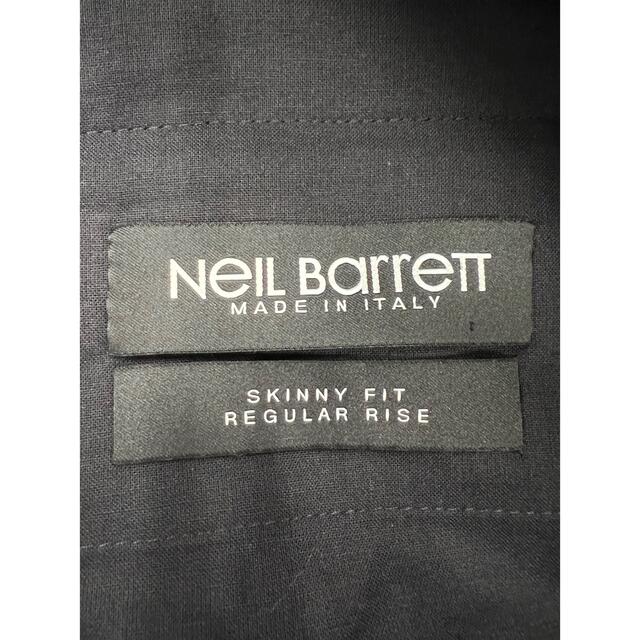 Neil Barrett
MADE IN ITALY
SKINNY FIT
REGULAR RISE